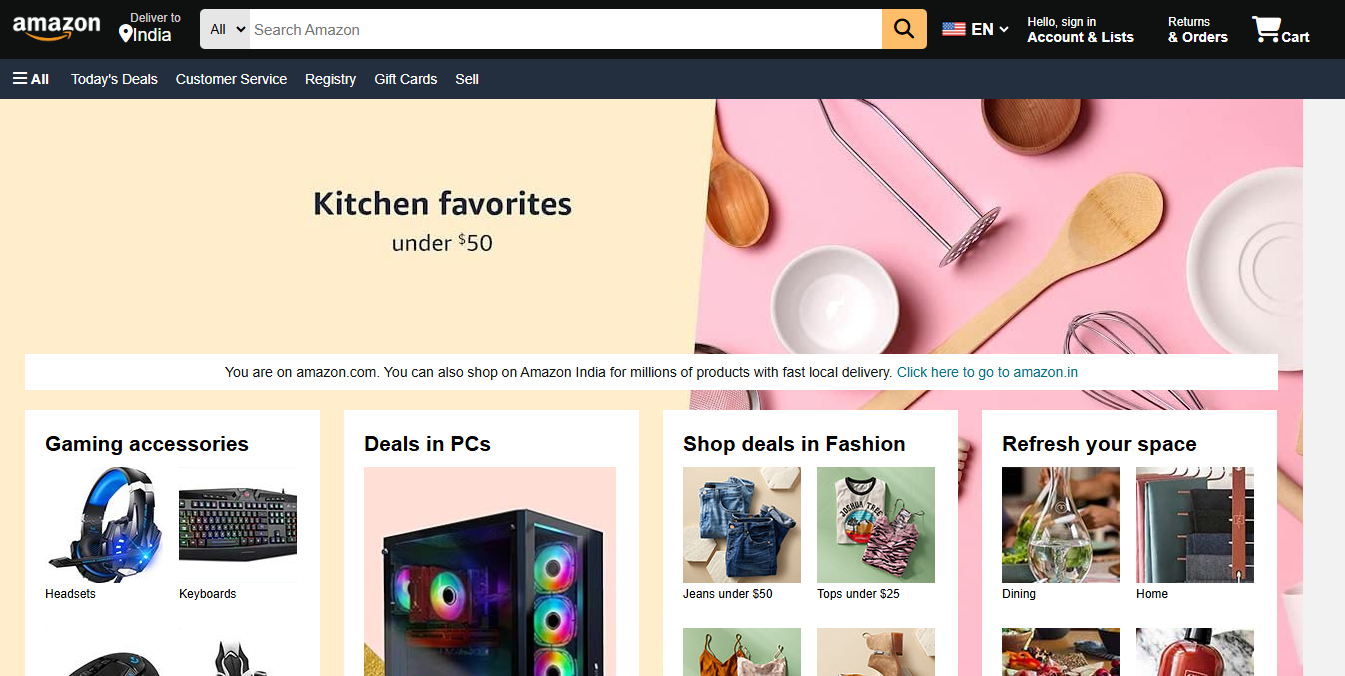 amazon
Deliver to
India
All
Search Amazon
EN
Hello, sign in
Account & Lists
Returns
& Orders
Cart
All
Today's Deals
Customer Service
Registry
Gift Cards
Sell
Kitchen favorites
under $50
You are on amazon.com. You can also shop on Amazon India for millions of products with fast local delivery. Click here to go to amazon.in
Gaming accessories
Deals in PCs
Shop deals in Fashion
Refresh your space
JOSHUA TREE
Headsets
Keyboards
Jeans under $50
Tops under $25
Dining
Home